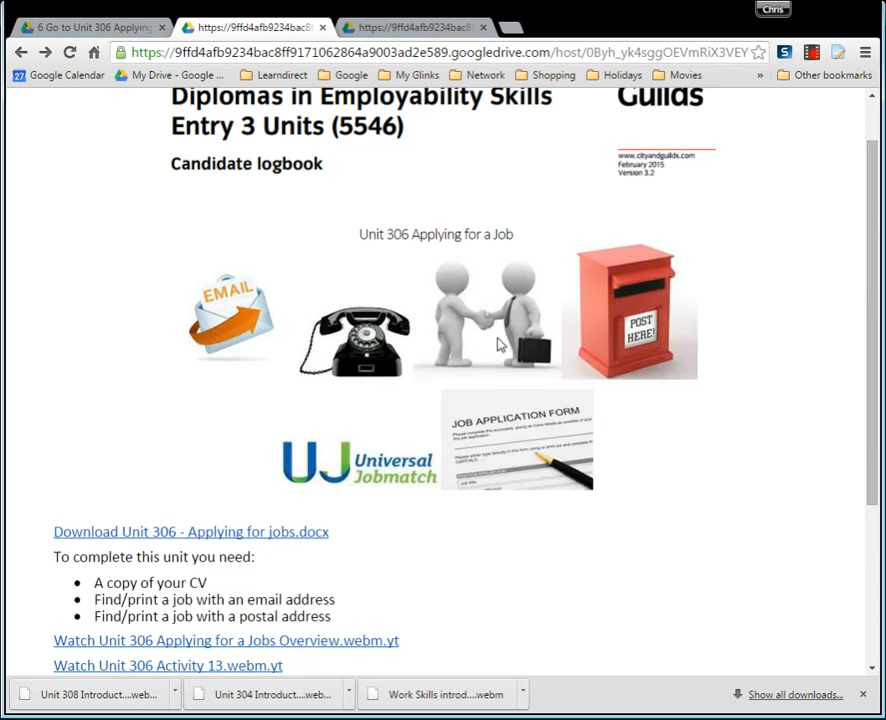 Chris
6 Go to Unit 306 Applying
https://9ffd4afb9234bac8f
https://9ffd4afb9234bac8f
https://9ffd4afb9234bac8ff9171062864a9003ad2e589.googledrive.com/host/0Byh_yk4sggOEVmRiX3VEY
27 Google Calendar
My Drive - Google ...
Learndirect
Google
My Glinks
Network
Shopping
Holidays
Movies
»
Other bookmarks
Diplomas in Employability Skills
Guilds
Entry 3 Units (5546)
Candidate logbook
www.cityandguilds.com
February 2015
Version 3.2
Unit 306 Applying for a Job
EMAIL
POST
HERE!
UJ Universal
Jobmatch
JOB APPLICATION FORM
Download Unit 306 - Applying for jobs.docx
To complete this unit you need:
• A copy of your CV
• Find/print a job with an email address
• Find/print a job with a postal address
Watch Unit 306 Applying for a Jobs Overview.webm.yt
Watch Unit 306 Activity 13.webm.yt
Unit 308 Introduct....web...
Unit 304 Introduct....web...
Work Skills introd....webm
Show all downloads...